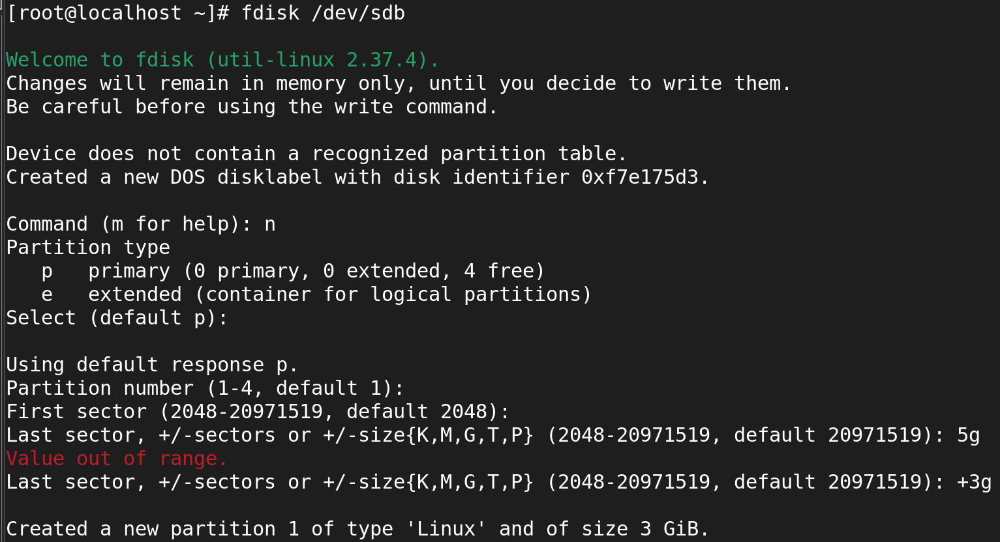 [root@localhost ~]# fdisk /dev/sdb
Welcome to fdisk (util-linux 2.37.4).
Changes will remain in memory only, until you decide to write them.
Be careful before using the write command.
Device does not contain a recognized partition table.
Created a new DOS disklabel with disk identifier 0xf7e175d3.
Command (m for help): n
Partition type
   p   primary (0 primary, 0 extended, 4 free)
   e   extended (container for logical partitions)
Select (default p):
Using default response p.
Partition number (1-4, default 1):
First sector (2048-20971519, default 2048):
Last sector, +/-sectors or +/-size{K,M,G,T,P} (2048-20971519, default 20971519): 5g
Value out of range.
Last sector, +/-sectors or +/-size{K,M,G,T,P} (2048-20971519, default 20971519): +3g
Created a new partition 1 of type 'Linux' and of size 3 GiB.